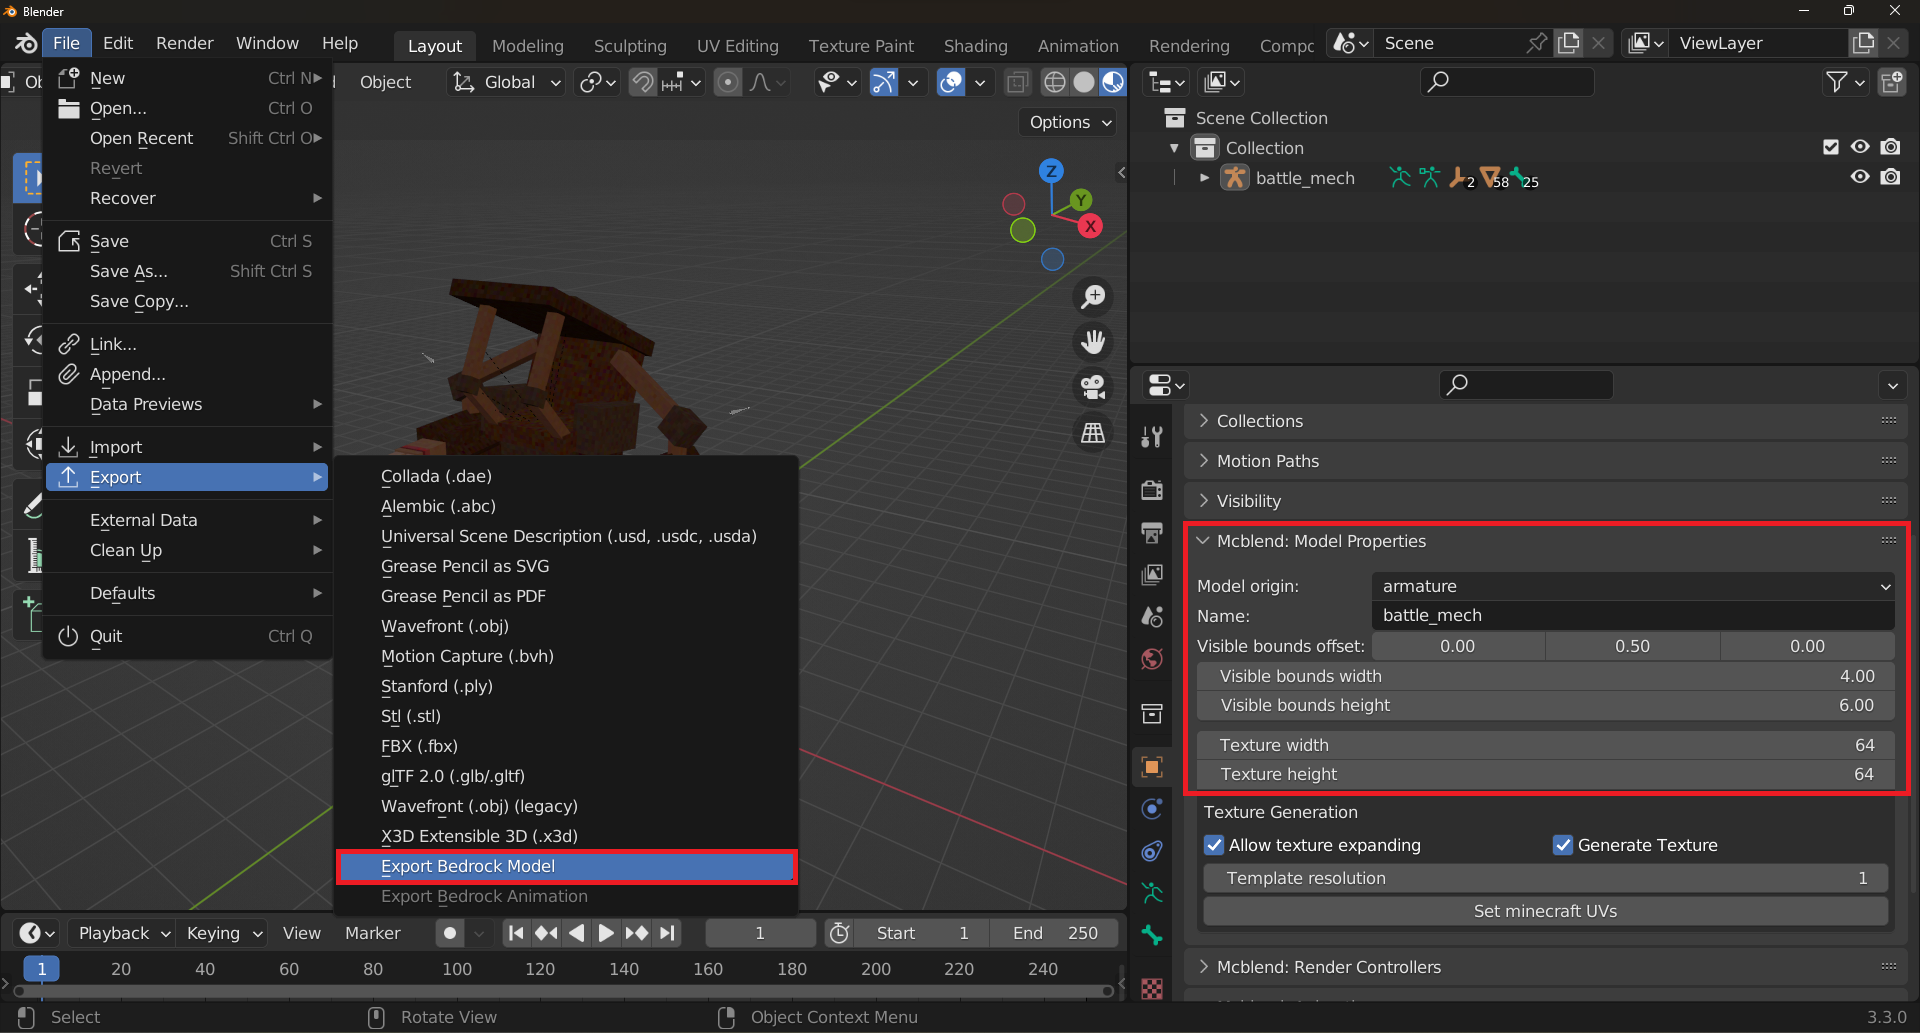 Blender
File Edit Render Window Help
Layout Modeling Sculpting UV Editing Texture Paint Shading Animation Rendering Compc
Scene
ViewLayer
Object
Global
Options
New Ctrl N
Open... Ctrl O
Open Recent Shift Ctrl O
Revert
Recover
Save Ctrl S
Save As... Shift Ctrl S
Save Copy...
Link...
Append...
Data Previews
Import
Export
External Data
Clean Up
Defaults
Quit Ctrl Q
Collada (.dae)
Alembic (.abc)
Universal Scene Description (.usd, .usdc, .usda)
Grease Pencil as SVG
Grease Pencil as PDF
Wavefront (.obj)
Motion Capture (.bvh)
Stanford (.ply)
Stl (.stl)
FBX (.fbx)
glTF 2.0 (.glb/.gltf)
Wavefront (.obj) (legacy)
X3D Extensible 3D (.x3d)
Export Bedrock Model
Export Bedrock Animation
Z
Y
X
Scene Collection
Collection
battle_mech 2 58 25
Collections
Motion Paths
Visibility
Mcblend: Model Properties
Model origin: armature
Name: battle_mech
Visible bounds offset: 0.00 0.50 0.00
Visible bounds width 4.00
Visible bounds height 6.00
Texture width 64
Texture height 64
Texture Generation
Allow texture expanding Generate Texture
Template resolution 1
Set minecraft UVs
Mcblend: Render Controllers
Playback Keying View Marker 1 Start 1 End 250
1 20 40 60 80 100 120 140 160 180 200 220 240
Select Rotate View Object Context Menu 3.3.0